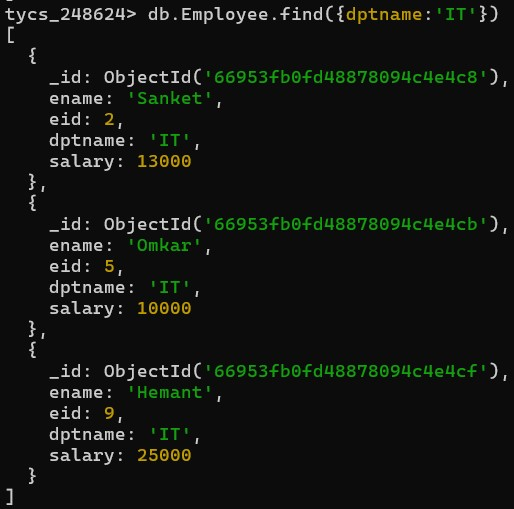 tycs_248624> db.Employee.find({dptname:'IT'})
[
  {
    _id: ObjectId('66953fb0fd48878094c4e4c8'),
    ename: 'Sanket',
    eid: 2,
    dptname: 'IT',
    salary: 13000
  },
  {
    _id: ObjectId('66953fb0fd48878094c4e4cb'),
    ename: 'Omkar',
    eid: 5,
    dptname: 'IT',
    salary: 10000
  },
  {
    _id: ObjectId('66953fb0fd48878094c4e4cf'),
    ename: 'Hemant',
    eid: 9,
    dptname: 'IT',
    salary: 25000
  }
]